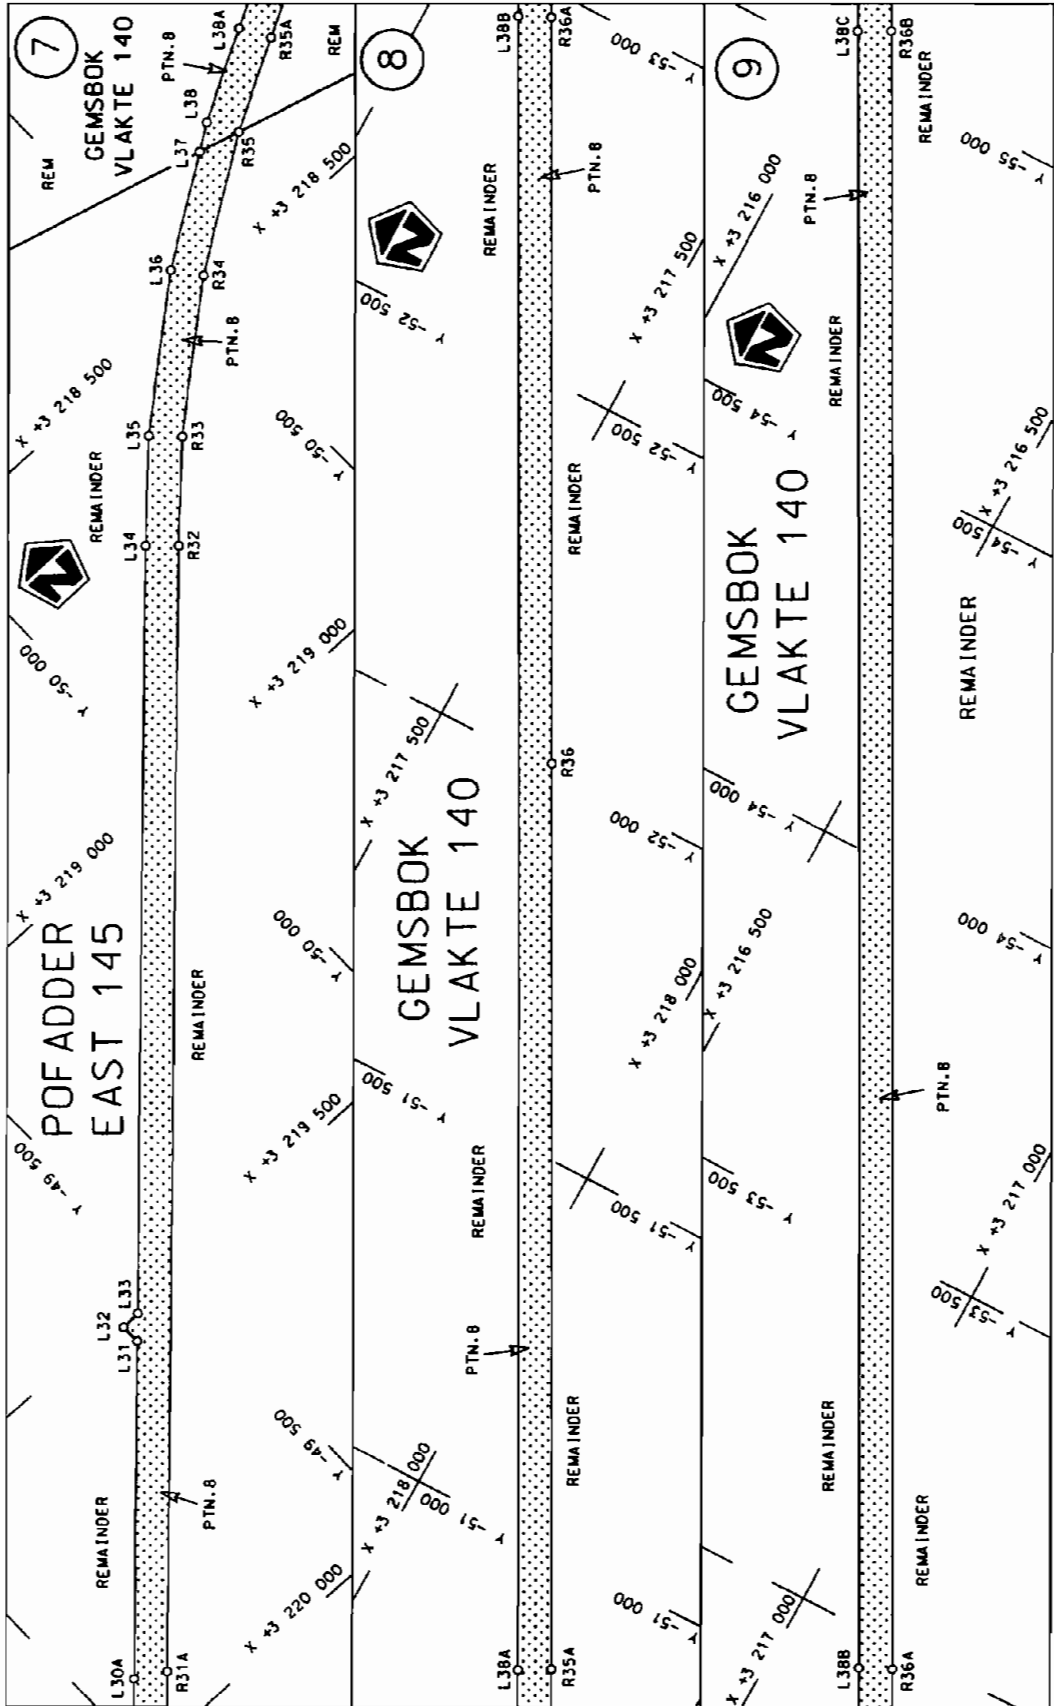 7
GEMSBOK
VLAKTE 140
REM
PTN.8
L38A
R35A
REM
L38
L37
R35
X +3 218 500
L36
R34
PTN.8
X +3 218 500
L35
R33
REMAINDER
Y -50 500
L34
R32
N
Y -50 000
X +3 219 000
X +3 219 000
POFADDER
EAST 145
REMAINDER
Y -50 000
Y -49 500
X +3 219 500
L33
L32
L31
REMAINDER
PTN.8
Y -49 500
X +3 220 000
L30A
R31A
8
L38B
R36A
Y -53 000
PTN.8
REMAINDER
N
Y -52 500
X +3 217 500
REMAINDER
Y -52 500
X +3 217 500
R36
GEMSBOK
VLAKTE 140
Y -52 000
X +3 218 000
Y -51 500
REMAINDER
Y -51 500
PTN.8
REMAINDER
X +3 218 000
Y -51 000
Y -51 000
L38A
R35A
9
L38C
R36B
REMAINDER
PTN.8
Y -55 000
X +3 216 000
N
REMAINDER
Y -54 500
X +3 216 500
Y -54 500
GEMSBOK
VLAKTE 140
REMAINDER
Y -54 000
Y -54 000
X +3 216 500
PTN.8
Y -53 500
X +3 217 000
Y -53 500
REMAINDER
REMAINDER
X +3 217 000
L38B
R36A